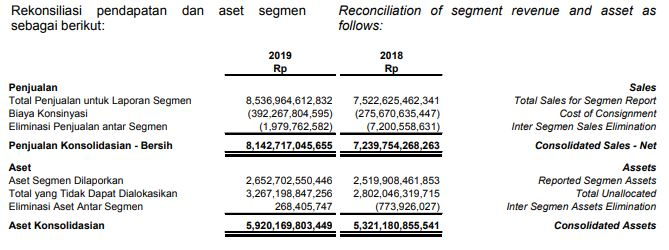 Rekonsiliasi pendapatan dan aset segmen sebagai berikut:
Reconciliation of segment revenue and asset as follows:
2019 2018
Rp Rp
Penjualan Sales
Total Penjualan untuk Laporan Segmen 8,536,964,612,832 7,522,625,462,341 Total Sales for Segmen Report
Biaya Konsinyasi (392,267,804,595) (275,670,635,447) Cost of Consignment
Eliminasi Penjualan antar Segmen (1,979,762,582) (7,200,558,631) Inter Segmen Sales Elimination
Penjualan Konsolidasian - Bersih 8,142,717,045,655 7,239,754,268,263 Consolidated Sales - Net
Aset Assets
Aset Segmen Dilaporkan 2,652,702,550,446 2,519,908,461,853 Reported Segmen Assets
Total yang Tidak Dapat Dialokasikan 3,267,198,847,256 2,802,046,319,715 Total Unallocated
Eliminasi Aset Antar Segmen 268,405,747 (773,926,027) Inter Segmen Assets Elimination
Aset Konsolidasian 5,920,169,803,449 5,321,180,855,541 Consolidated Assets